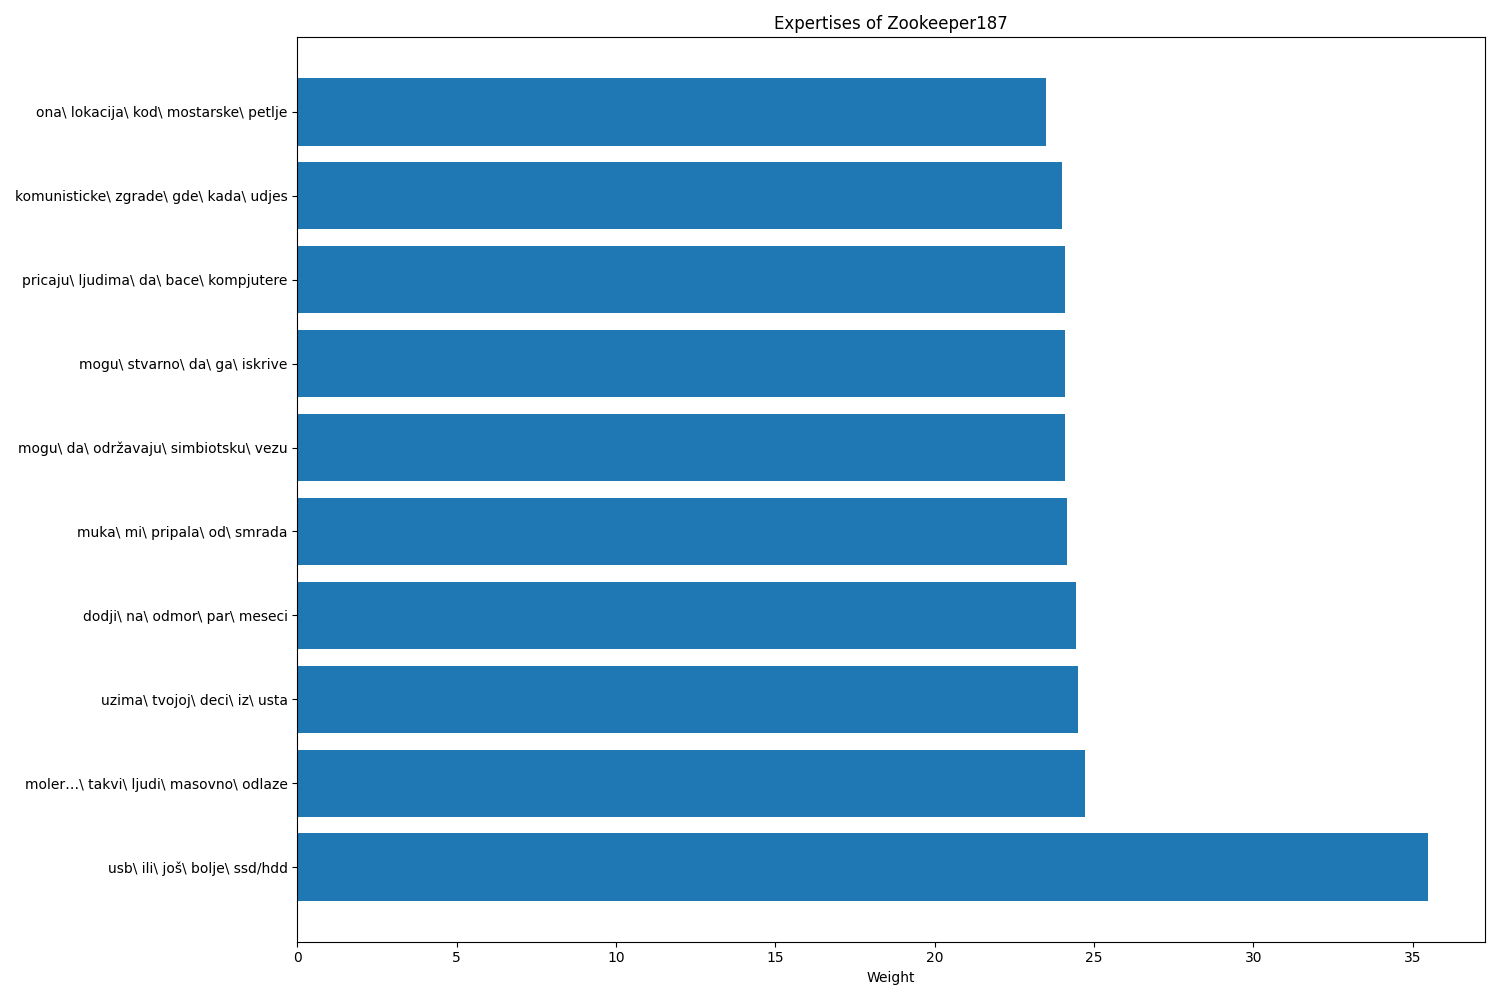 Expertises of Zookeeper187
ona\ lokacija\ kod\ mostarske\ petlje
komunisticke\ zgrade\ gde\ kada\ udjes
pricaju\ ljudima\ da\ bace\ kompjutere
mogu\ stvarno\ da\ ga\ iskrive
mogu\ da\ održavaju\ simbiotsku\ vezu
muka\ mi\ pripala\ od\ smrada
dodji\ na\ odmor\ par\ meseci
uzima\ tvojoj\ deci\ iz\ usta
moler…\ takvi\ ljudi\ masovno\ odlaze
usb\ ili\ još\ bolje\ ssd/hdd
0 5 10 15 20 25 30 35
Weight